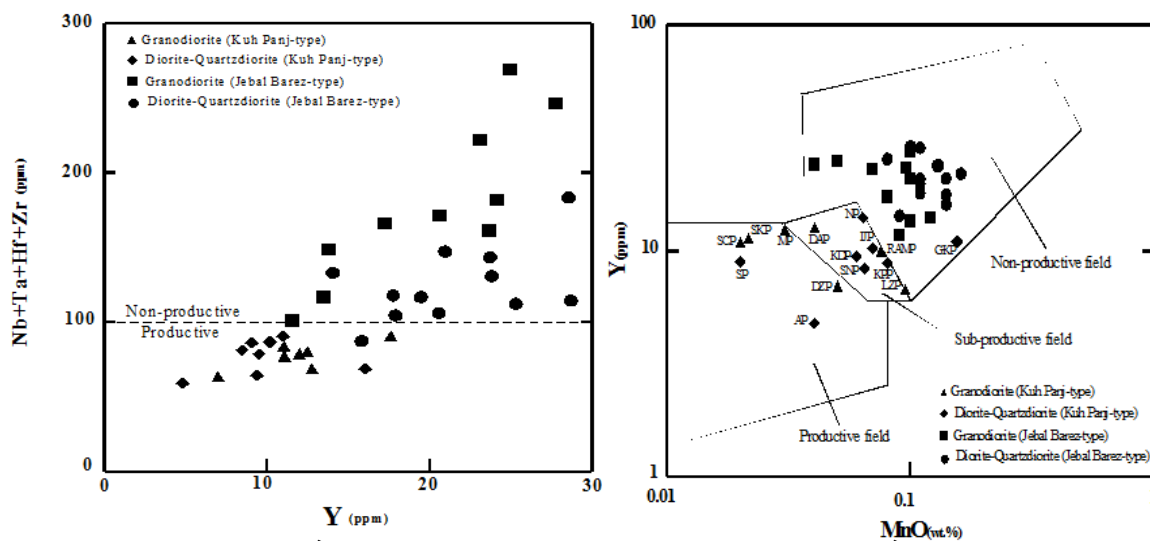 300
200
100
0
0
10
20
30
Nb+Ta+Hf+Zr (ppm)
Y (ppm)
Granodiorite (Kuh Panj-type)
Diorite-Quartzdiorite (Kuh Panj-type)
Granodiorite (Jebal Barez-type)
Diorite-Quartzdiorite (Jebal Barez-type)
Non-productive
Productive
100
10
1
0.01
0.1
Y(ppm)
MnO(wt.%)
NP
SCP
SKP
MP
DAP
IJP
KDP
RAMP
GKP
SP
SNP
KPP
DZP
LZP
AP
Non-productive field
Sub-productive field
Productive field
Granodiorite (Kuh Panj-type)
Diorite-Quartzdiorite (Kuh Panj-type)
Granodiorite (Jebal Barez-type)
Diorite-Quartzdiorite (Jebal Barez-type)